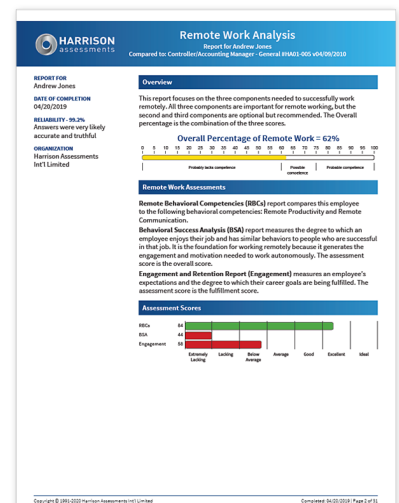 HARRISON
assessments
Remote Work Analysis
Report for Andrew Jones
Compared to: Controller/Accounting Manager - General #HA01-005 v04/09/2010
REPORT FOR
Andrew Jones
DATE OF COMPLETION
04/20/2019
RELIABILITY - 99.2%
Answers were very likely
accurate and truthful
ORGANIZATION
Harrison Assessments
Int'l Limited
Overview
This report focuses on the three components needed to successfully work
remotely. All three components are important for remote working, but the
second and third components are optional but recommended. The Overall
percentage is the combination of the three scores.
Overall Percentage of Remote Work = 62%
0 5 10 15 20 25 30 35 40 45 50 55 60 65 70 75 80 85 90 95 100
Probably lacks competence
Possible
competence
Probable competence
Remote Work Assessments
Remote Behavioral Competencies (RBCs) report compares this employee
to the following behavioral competencies: Remote Productivity and Remote
Communication.
Behavioral Success Analysis (BSA) report measures the degree to which an
employee enjoys their job and has similar behaviors to people who are successful
in that job. It is the foundation for working remotely because it generates the
engagement and motivation needed to work autonomously. The assessment
score is the overall score.
Engagement and Retention Report (Engagement) measures an employee's
expectations and the degree to which their career goals are being fulfilled. The
assessment score is the fulfillment score.
Assessment Scores
RBCs 84
BSA 44
Engagement 58
Extremely
Lacking
Lacking
Below
Average
Average
Good
Excellent
Ideal
Copyright © 1991-2020 Harrison Assessments Int'l Limited
Completed: 04/20/2019 | Page 2 of 31